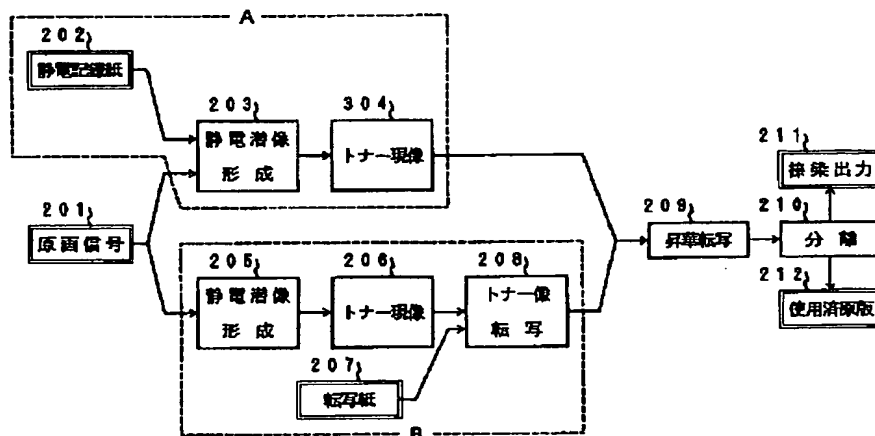 A
202
静電記録紙
203
静電潜像
形成
304
トナー現像
201
原画信号
205
静電潜像
形成
206
トナー現像
208
トナー像
転写
207
転写紙
B
209
昇華転写
210
分離
211
捺染出力
212
使用済原版